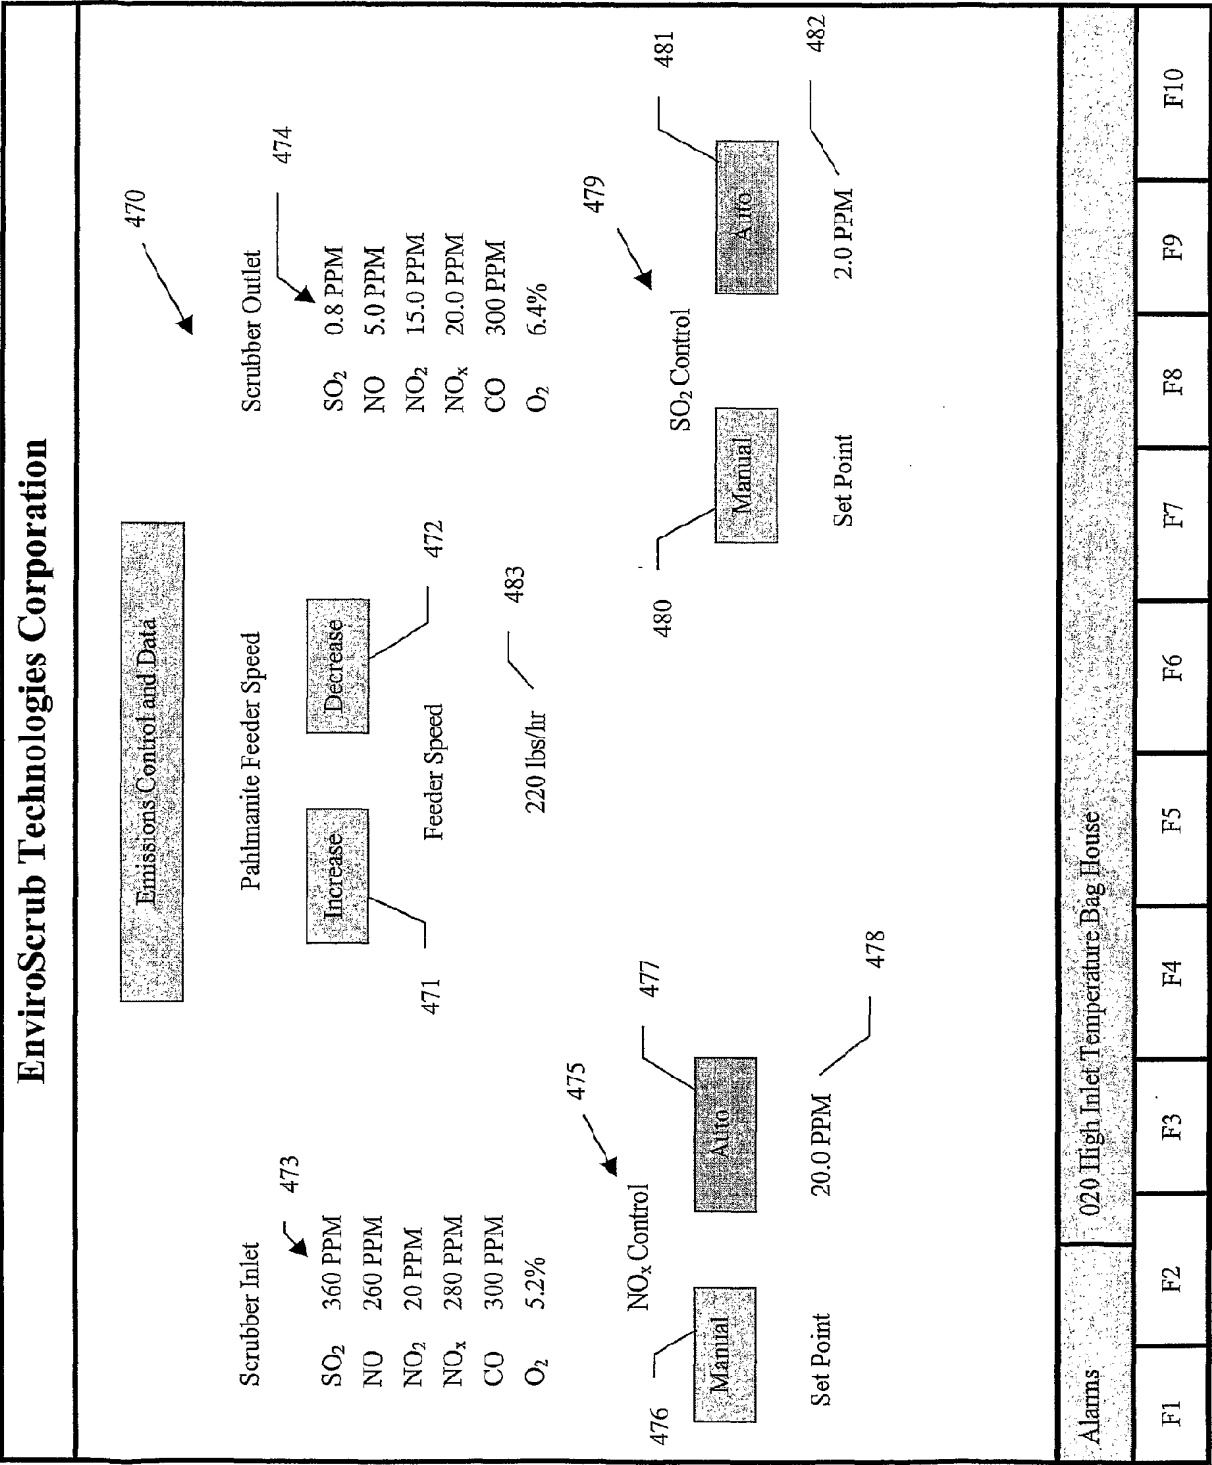 EnviroScrub Technologies Corporation
Emissions Control and Data
470
Scrubber Inlet
473
SO₂ 360 PPM
NO 260 PPM
NO₂ 20 PPM
NOₓ 280 PPM
CO 300 PPM
O₂ 5.2%
Pahlmanite Feeder Speed
Increase Decrease
471 Feeder Speed 472
220 lbs/hr 483
Scrubber Outlet
474
SO₂ 0.8 PPM
NO 5.0 PPM
NO₂ 15.0 PPM
NOₓ 20.0 PPM
CO 300 PPM
O₂ 6.4%
475
NOₓ Control
476 477
Manual Auto
Set Point 20.0 PPM
478
479
SO₂ Control
480 481
Manual Auto
Set Point 2.0 PPM
482
Alarms 020 High Inlet Temperature Bag House
F1 F2 F3 F4 F5 F6 F7 F8 F9 F10